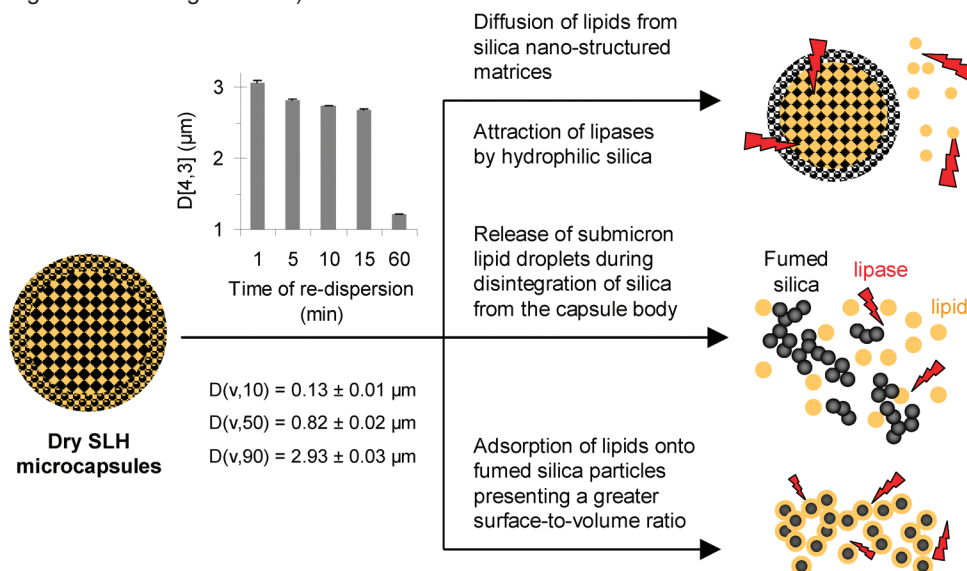 Diffusion of lipids from
silica nano-structured
matrices
Attraction of lipases
by hydrophilic silica
D[4,3] (μm)
3
2
1
1 5 10 15 60
Time of re-dispersion
(min)
Release of submicron
lipid droplets during
disintegration of silica
from the capsule body
Fumed
silica
lipase
lipid
D(v,10) = 0.13 ± 0.01 μm
D(v,50) = 0.82 ± 0.02 μm
D(v,90) = 2.93 ± 0.03 μm
Dry SLH
microcapsules
Adsorption of lipids onto
fumed silica particles
presenting a greater
surface-to-volume ratio